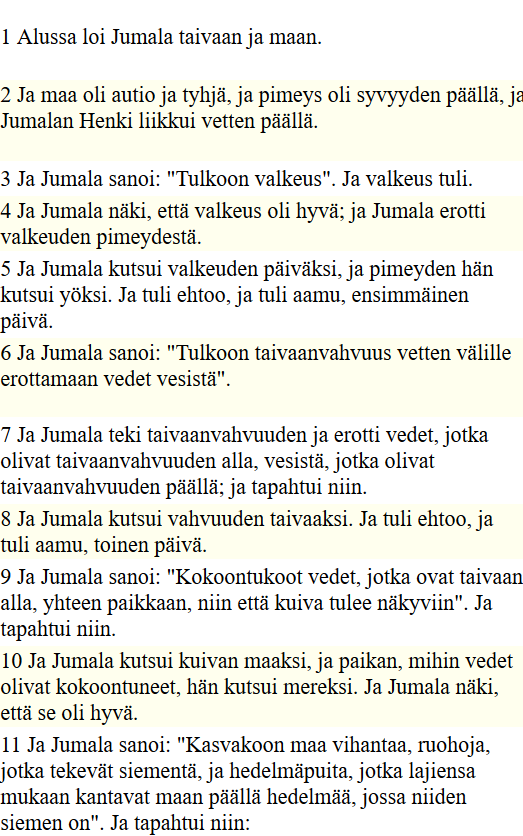 1 Alussa loi Jumala taivaan ja maan.
2 Ja maa oli autio ja tyhjä, ja pimeys oli syvyyden päällä, ja
Jumalan Henki liikkui vetten päällä.
3 Ja Jumala sanoi: "Tulkoon valkeus". Ja valkeus tuli.
4 Ja Jumala näki, että valkeus oli hyvä; ja Jumala erotti
valkeuden pimeydestä.
5 Ja Jumala kutsui valkeuden päiväksi, ja pimeyden hän
kutsui yöksi. Ja tuli ehtoo, ja tuli aamu, ensimmäinen
päivä.
6 Ja Jumala sanoi: "Tulkoon taivaanvahvuus vetten välille
erottamaan vedet vesistä".
7 Ja Jumala teki taivaanvahvuuden ja erotti vedet, jotka
olivat taivaanvahvuuden alla, vesistä, jotka olivat
taivaanvahvuuden päällä; ja tapahtui niin.
8 Ja Jumala kutsui vahvuuden taivaaksi. Ja tuli ehtoo, ja
tuli aamu, toinen päivä.
9 Ja Jumala sanoi: "Kokoontukoot vedet, jotka ovat taivaan
alla, yhteen paikkaan, niin että kuiva tulee näkyviin". Ja
tapahtui niin.
10 Ja Jumala kutsui kuivan maaksi, ja paikan, mihin vedet
olivat kokoontuneet, hän kutsui mereksi. Ja Jumala näki,
että se oli hyvä.
11 Ja Jumala sanoi: "Kasvakoon maa vihantaa, ruohoja,
jotka tekevät siementä, ja hedelmäpuita, jotka lajiensa
mukaan kantavat maan päällä hedelmää, jossa niiden
siemen on". Ja tapahtui niin: